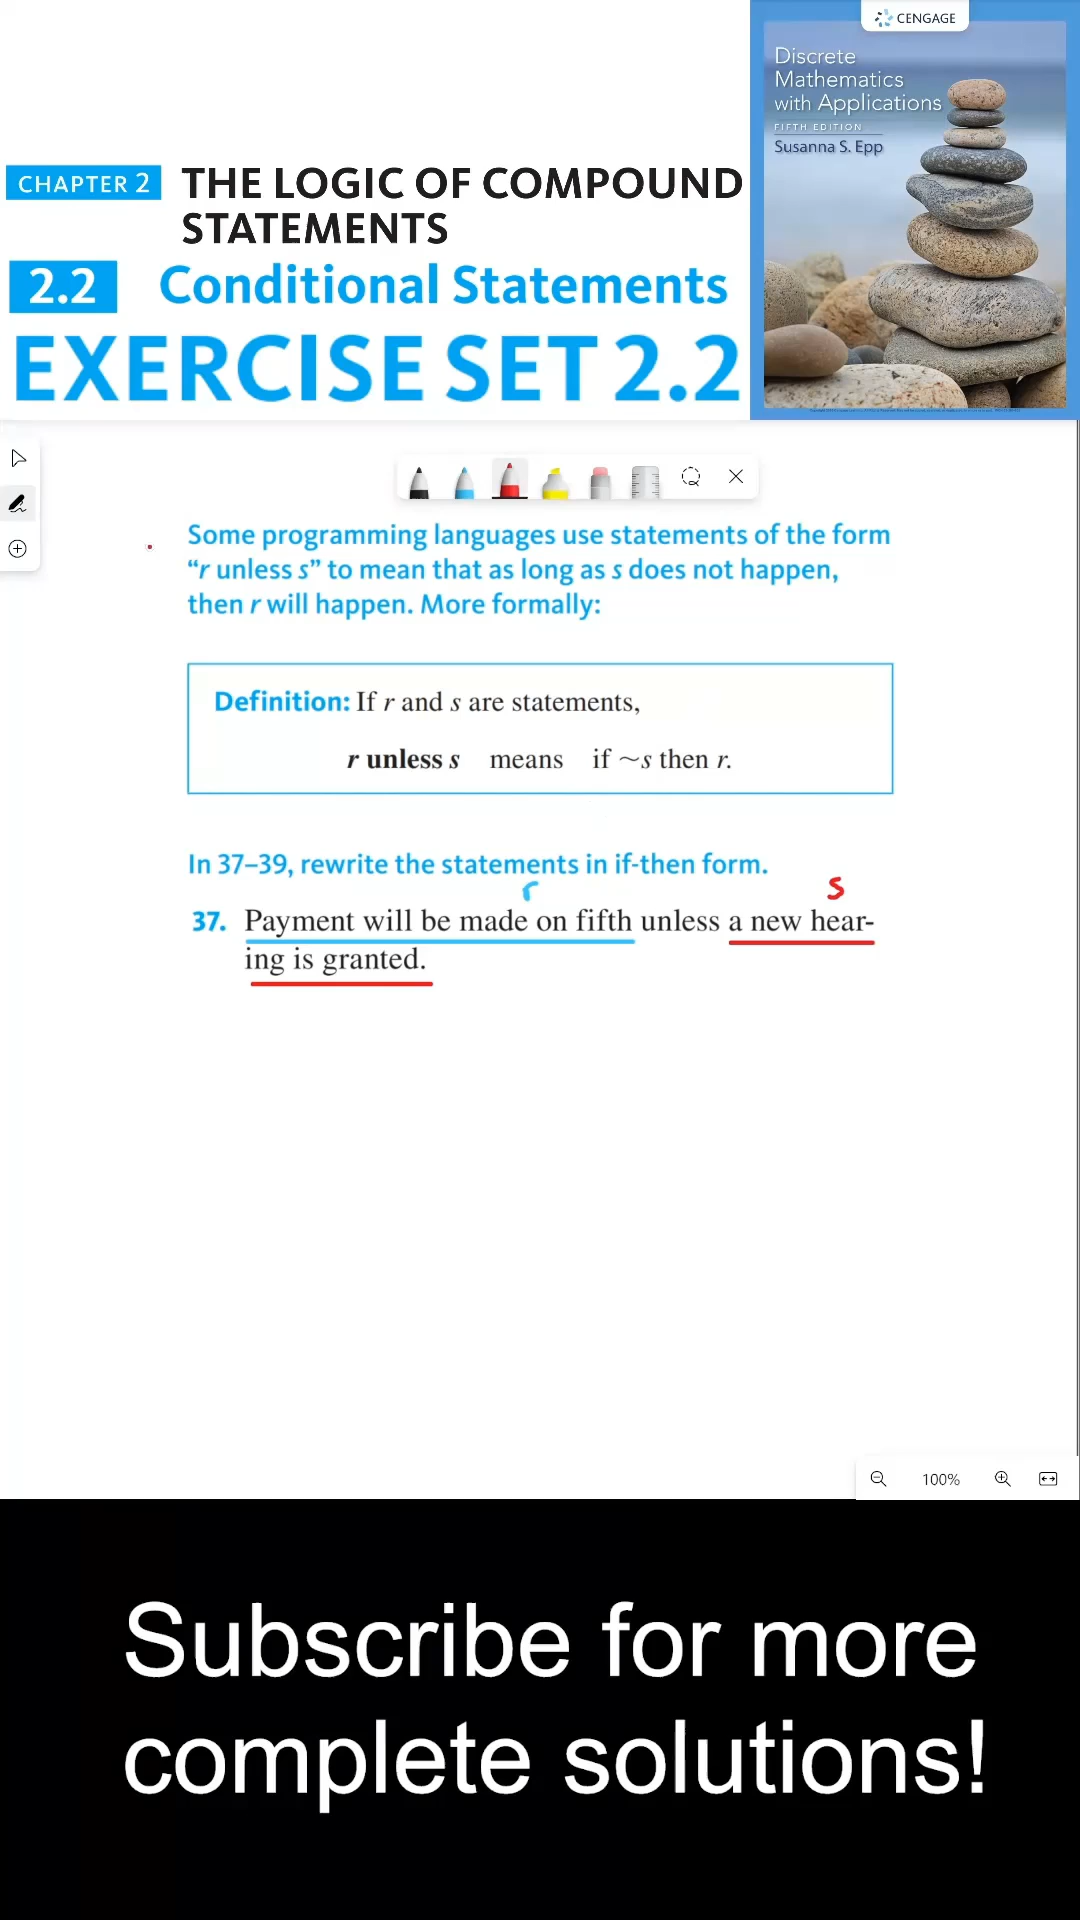 CENGAGE
Discrete
Mathematics
with Applications
FIFTH EDITION
Susanna S. Epp
CHAPTER 2 THE LOGIC OF COMPOUND
STATEMENTS
2.2 Conditional Statements
EXERCISE SET 2.2
Some programming languages use statements of the form
“r unless s” to mean that as long as s does not happen,
then r will happen. More formally:
Definition: If r and s are statements,
r unless s means if ~s then r.
In 37–39, rewrite the statements in if-then form.
r s
37. Payment will be made on fifth unless a new hear-
ing is granted.
100%
Subscribe for more
complete solutions!